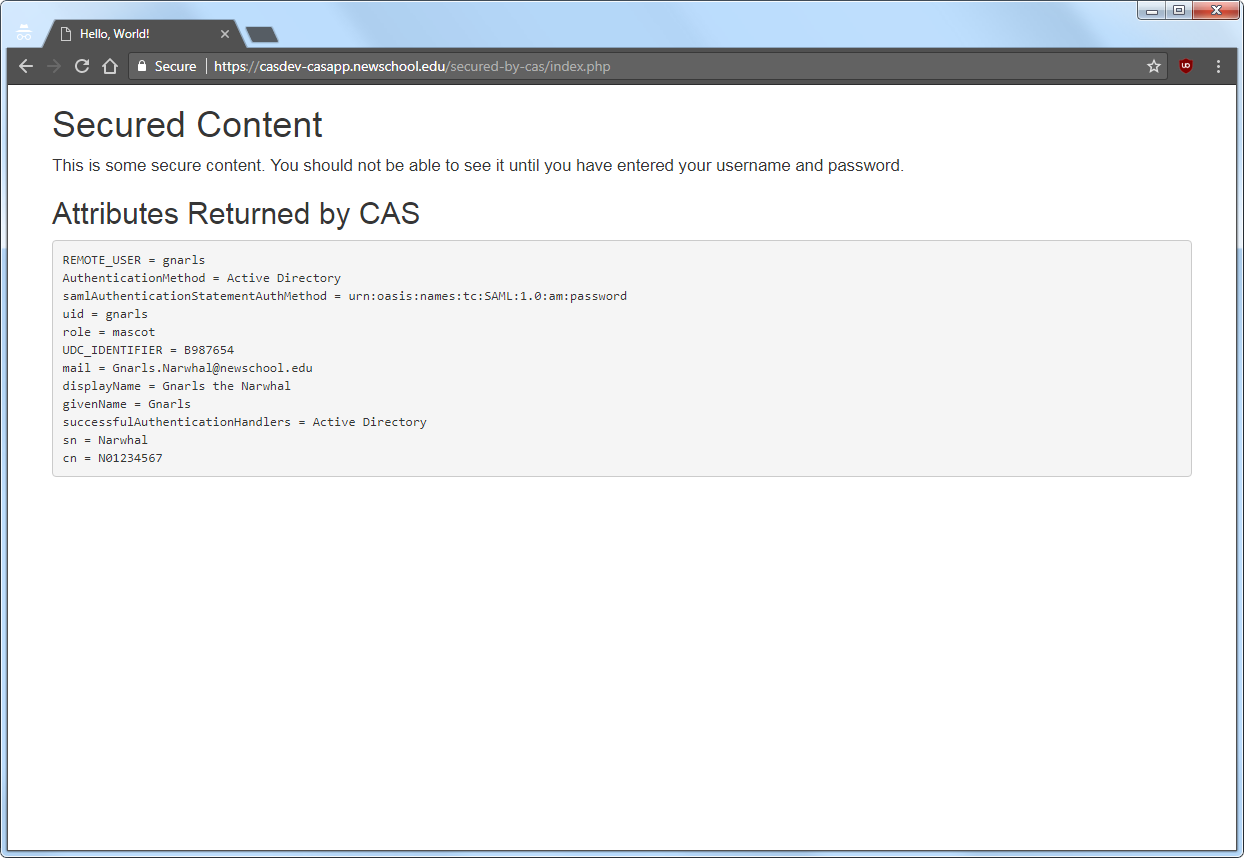 Hello, World!
Secure https://casdev-casapp.newschool.edu/secured-by-cas/index.php
Secured Content
This is some secure content. You should not be able to see it until you have entered your username and password.
Attributes Returned by CAS
REMOTE_USER = gnarls
AuthenticationMethod = Active Directory
samlAuthenticationStatementAuthMethod = urn:oasis:names:tc:SAML:1.0:am:password
uid = gnarls
role = mascot
UDC_IDENTIFIER = B987654
mail = Gnarls.Narwhal@newschool.edu
displayName = Gnarls the Narwhal
givenName = Gnarls
successfulAuthenticationHandlers = Active Directory
sn = Narwhal
cn = N01234567